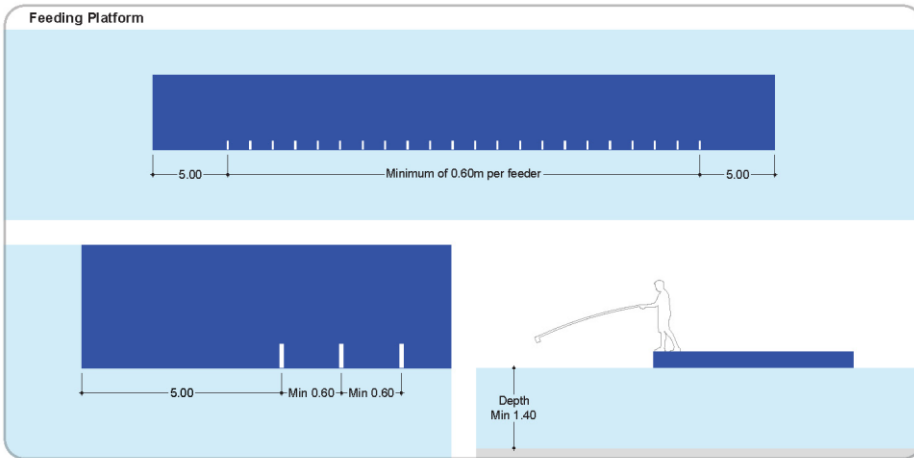 Feeding Platform
5.00
Minimum of 0.60m per feeder
5.00
5.00
Min 0.60
Min 0.60
Depth
Min 1.40